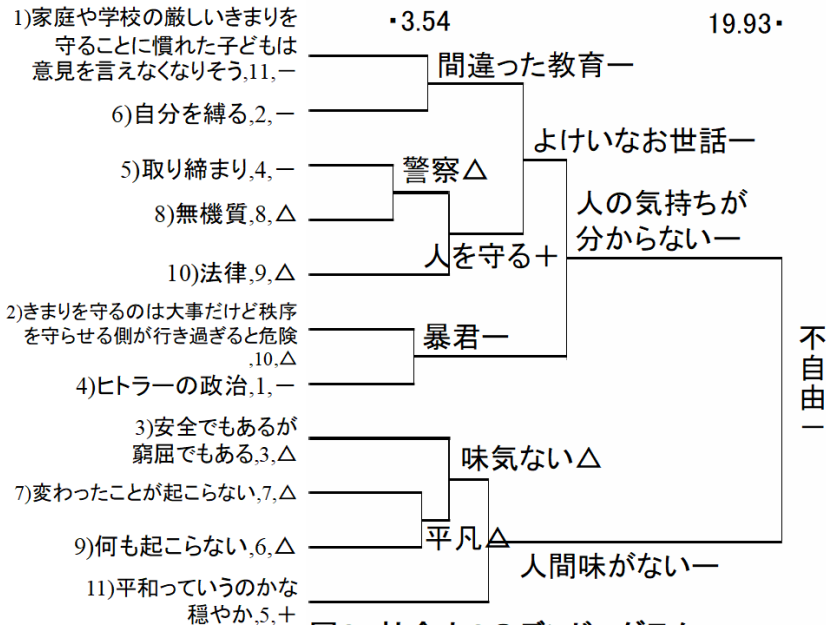 ・3.54
19.93・
1)家庭や学校の厳しいきまりを
守ることに慣れた子どもは
意見を言えなくなりそう,11,－
間違った教育－
6)自分を縛る,2,－
よけいなお世話－
5)取り締まり,4,－
警察△
8)無機質,8,△
人の気持ちが
分からない－
人を守る＋
10)法律,9,△
2)きまりを守るのは大事だけど秩序
を守らせる側が行き過ぎると危険
,10,△
暴君－
4)ヒトラーの政治,1,－
不自由－
3)安全でもあるが
窮屈でもある,3,△
味気ない△
7)変わったことが起こらない,7,△
平凡△
9)何も起こらない,6,△
人間味がない－
11)平和っていうのかな
穏やか,5,＋